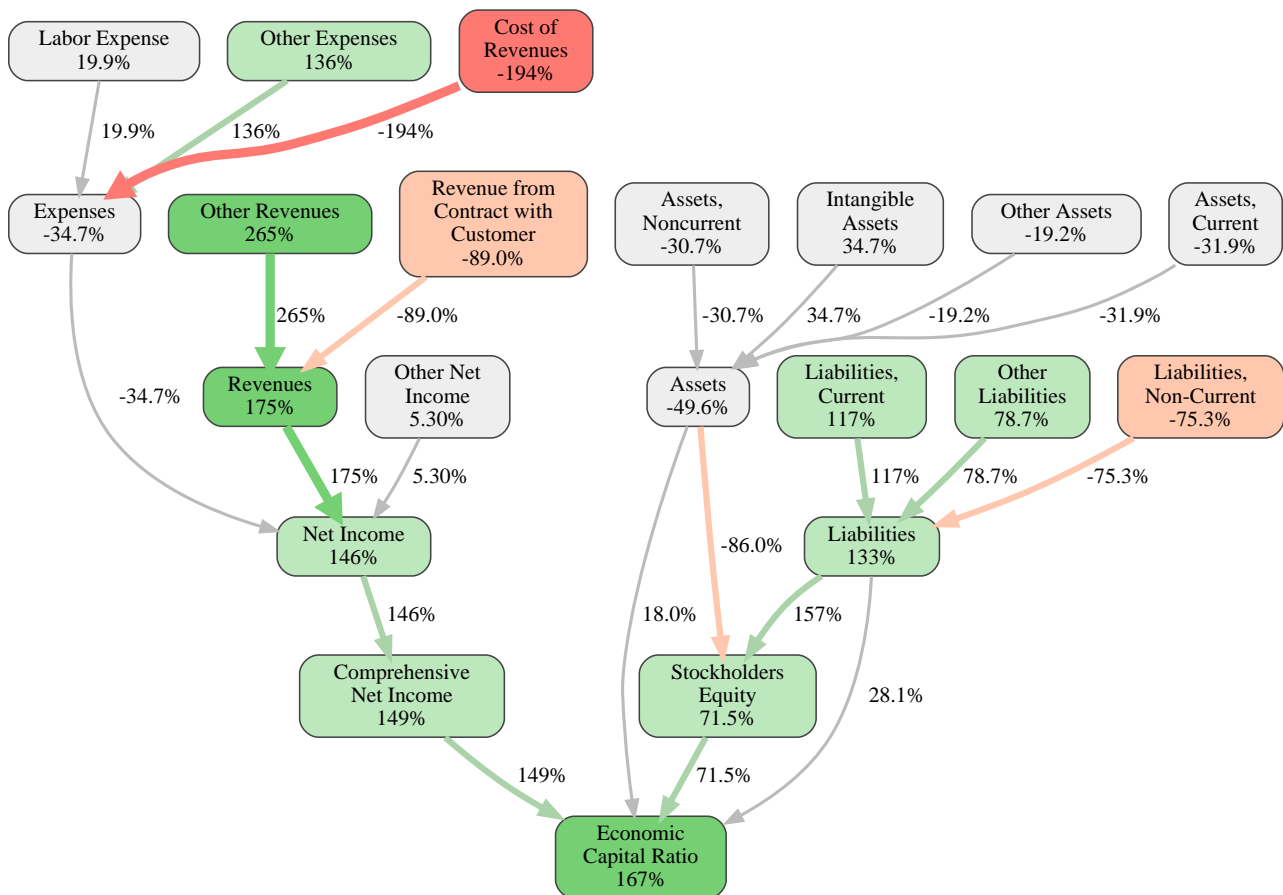 Labor Expense
19.9%
Other Expenses
136%
Cost of
Revenues
-194%
19.9%
136%
-194%
Expenses
-34.7%
Other Revenues
265%
Revenue from
Contract with
Customer
-89.0%
Assets,
Noncurrent
-30.7%
Intangible
Assets
34.7%
Other Assets
-19.2%
Assets,
Current
-31.9%
265%
-89.0%
-30.7%
34.7%
-19.2%
-31.9%
-34.7%
Revenues
175%
Other Net
Income
5.30%
Assets
-49.6%
Liabilities,
Current
117%
Other
Liabilities
78.7%
Liabilities,
Non-Current
-75.3%
175%
5.30%
117%
78.7%
-75.3%
Net Income
146%
-86.0%
Liabilities
133%
146%
18.0%
157%
Comprehensive
Net Income
149%
Stockholders
Equity
71.5%
28.1%
149%
71.5%
Economic
Capital Ratio
167%